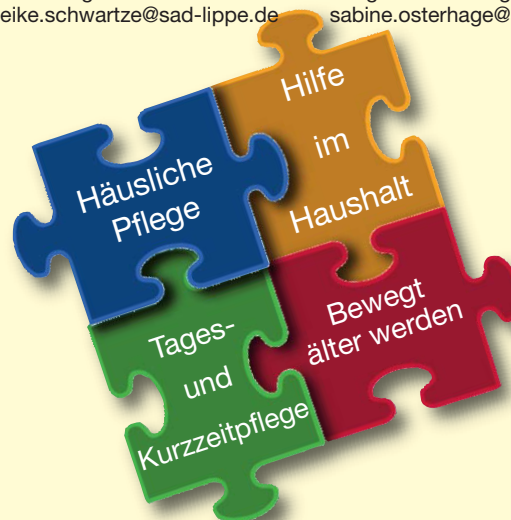 eike.schwartze@sad-lippe.de sabine.osterhage@
Häusliche
Pflege
Hilfe
im
Haushalt
Tages-
und
Kurzzeitpflege
Bewegt
älter werden